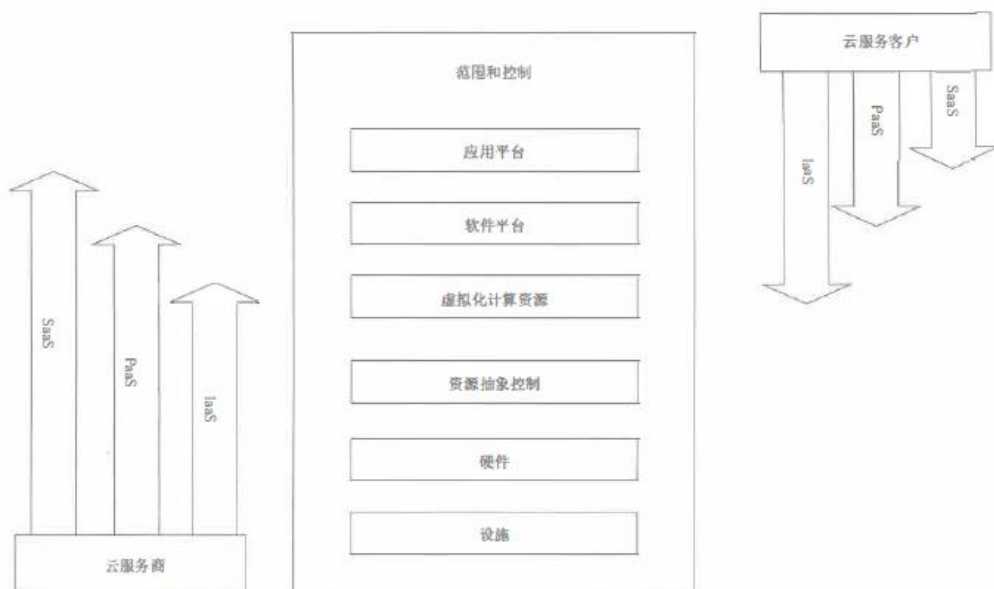 云服务客户
范围和控制
SaaS
PaaS
IaaS
应用平台
软件平台
虚拟化计算资源
SaaS
PaaS
IaaS
资源抽象控制
硬件
设施
云服务商